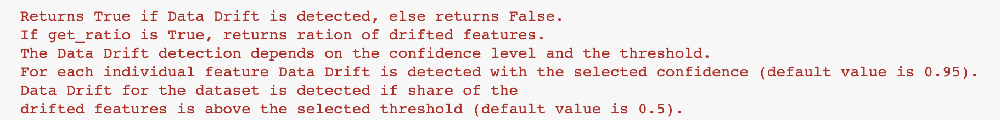 Returns True if Data Drift is detected, else returns False.
If get_ratio is True, returns ration of drifted features.
The Data Drift detection depends on the confidence level and the threshold.
For each individual feature Data Drift is detected with the selected confidence (default value is 0.95).
Data Drift for the dataset is detected if share of the
drifted features is above the selected threshold (default value is 0.5).